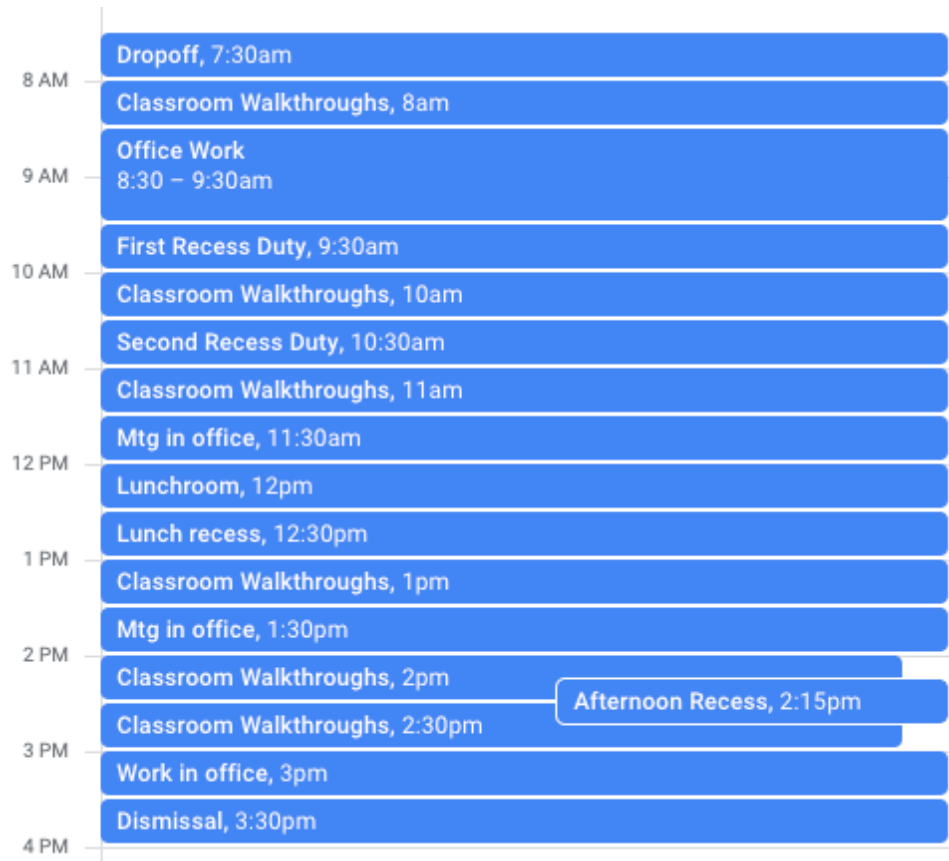 Dropoff, 7:30am
8 AM
Classroom Walkthroughs, 8am
Office Work
9 AM
8:30 – 9:30am
First Recess Duty, 9:30am
10 AM
Classroom Walkthroughs, 10am
Second Recess Duty, 10:30am
11 AM
Classroom Walkthroughs, 11am
Mtg in office, 11:30am
12 PM
Lunchroom, 12pm
Lunch recess, 12:30pm
1 PM
Classroom Walkthroughs, 1pm
Mtg in office, 1:30pm
2 PM
Classroom Walkthroughs, 2pm
Afternoon Recess, 2:15pm
Classroom Walkthroughs, 2:30pm
3 PM
Work in office, 3pm
Dismissal, 3:30pm
4 PM